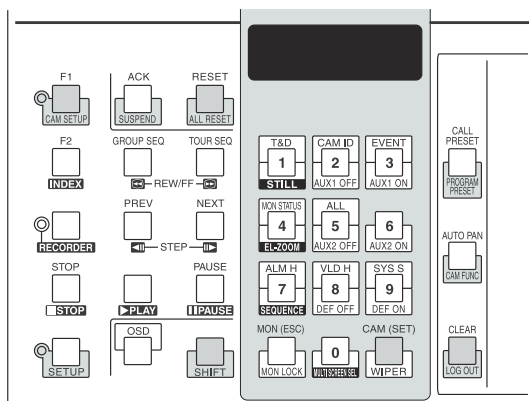 F1 ACK RESET
CAM SETUP SUSPEND ALL RESET
F2 GROUP SEQ TOUR SEQ
INDEX REW/FF
PREV NEXT
RECORDER STEP
STOP PAUSE
STOP PLAY PAUSE
OSD
SETUP SHIFT
T&D CAM ID EVENT
1 2 3
STILL AUX1 OFF AUX1 ON
MON STATUS ALL
4 5 6
EL-ZOOM AUX2 OFF AUX2 ON
ALM H VLD H SYS S
7 8 9
SEQUENCE DEF OFF DEF ON
MON (ESC) CAM (SET)
0
MON LOCK MULTISCREEN SEL WIPER
CALL
PRESET
PROGRAM
PRESET
AUTO PAN
CAM FUNC
CLEAR
LOG OUT